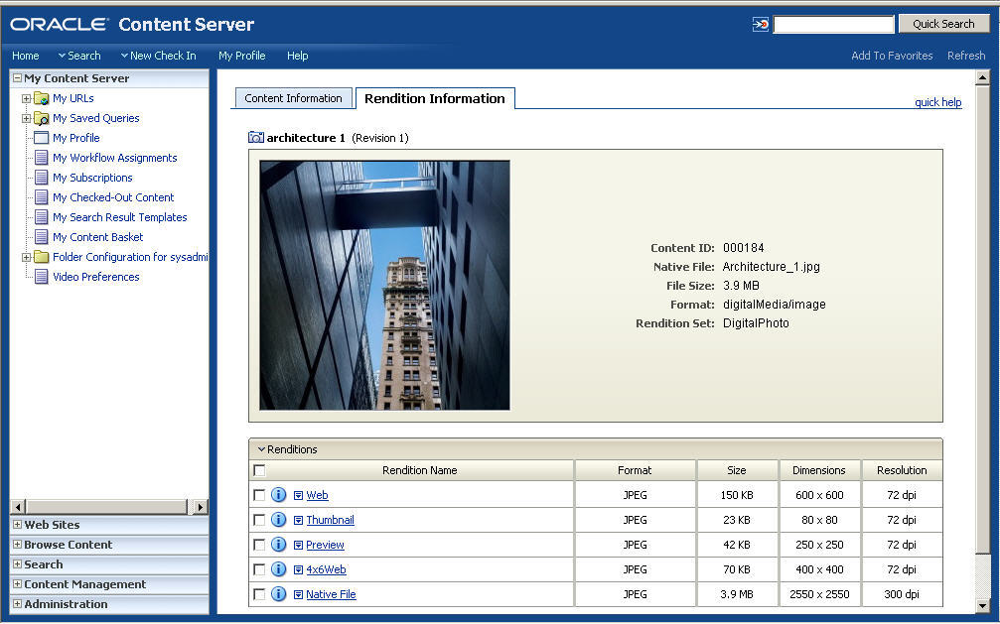 ORACLE Content Server
Quick Search
Home Search New Check In My Profile Help Add To Favorites Refresh
My Content Server
My URLs
My Saved Queries
My Profile
My Workflow Assignments
My Subscriptions
My Checked-Out Content
My Search Result Templates
My Content Basket
Folder Configuration for sysadmi
Video Preferences
Web Sites
Browse Content
Search
Content Management
Administration
Content Information Rendition Information
quick help
architecture 1 (Revision 1)
Content ID: 000184
Native File: Architecture_1.jpg
File Size: 3.9 MB
Format: digitalMedia/image
Rendition Set: DigitalPhoto
Renditions
Rendition Name Format Size Dimensions Resolution
Web JPEG 150 KB 600 x 600 72 dpi
Thumbnail JPEG 23 KB 80 x 80 72 dpi
Preview JPEG 42 KB 250 x 250 72 dpi
4x6Web JPEG 70 KB 400 x 400 72 dpi
Native File JPEG 3.9 MB 2550 x 2550 300 dpi